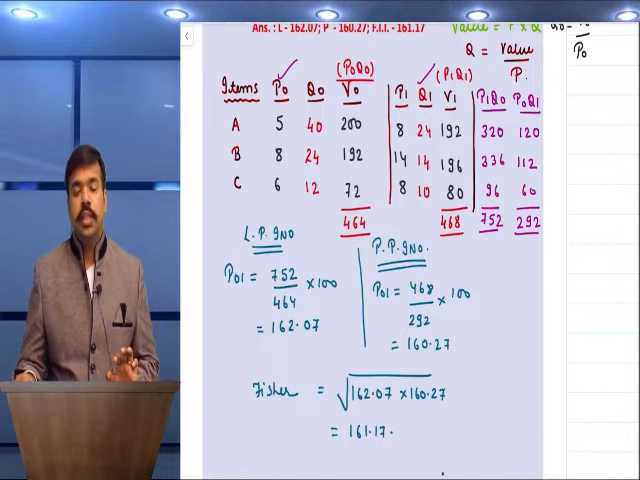 Ans. : L - 162.07; P - 160.27; F.I.I. - 161.17
Value = P × Q
Q = Value / P.
P0
(P0Q0) (P1Q1)
Items P0 Q0 V0 P1 Q1 V1 P1Q0 P0Q1
A 5 40 200 8 24 192 320 120
B 8 24 192 14 14 196 336 112
C 6 12 72 8 10 80 96 60
464 468 752 292
L.P. INO
P01 = 752 / 464 × 100
= 162.07
P.P. INO.
P01 = 468 / 292 × 100
= 160.27
Fisher = √162.07 × 160.27
= 161.17.